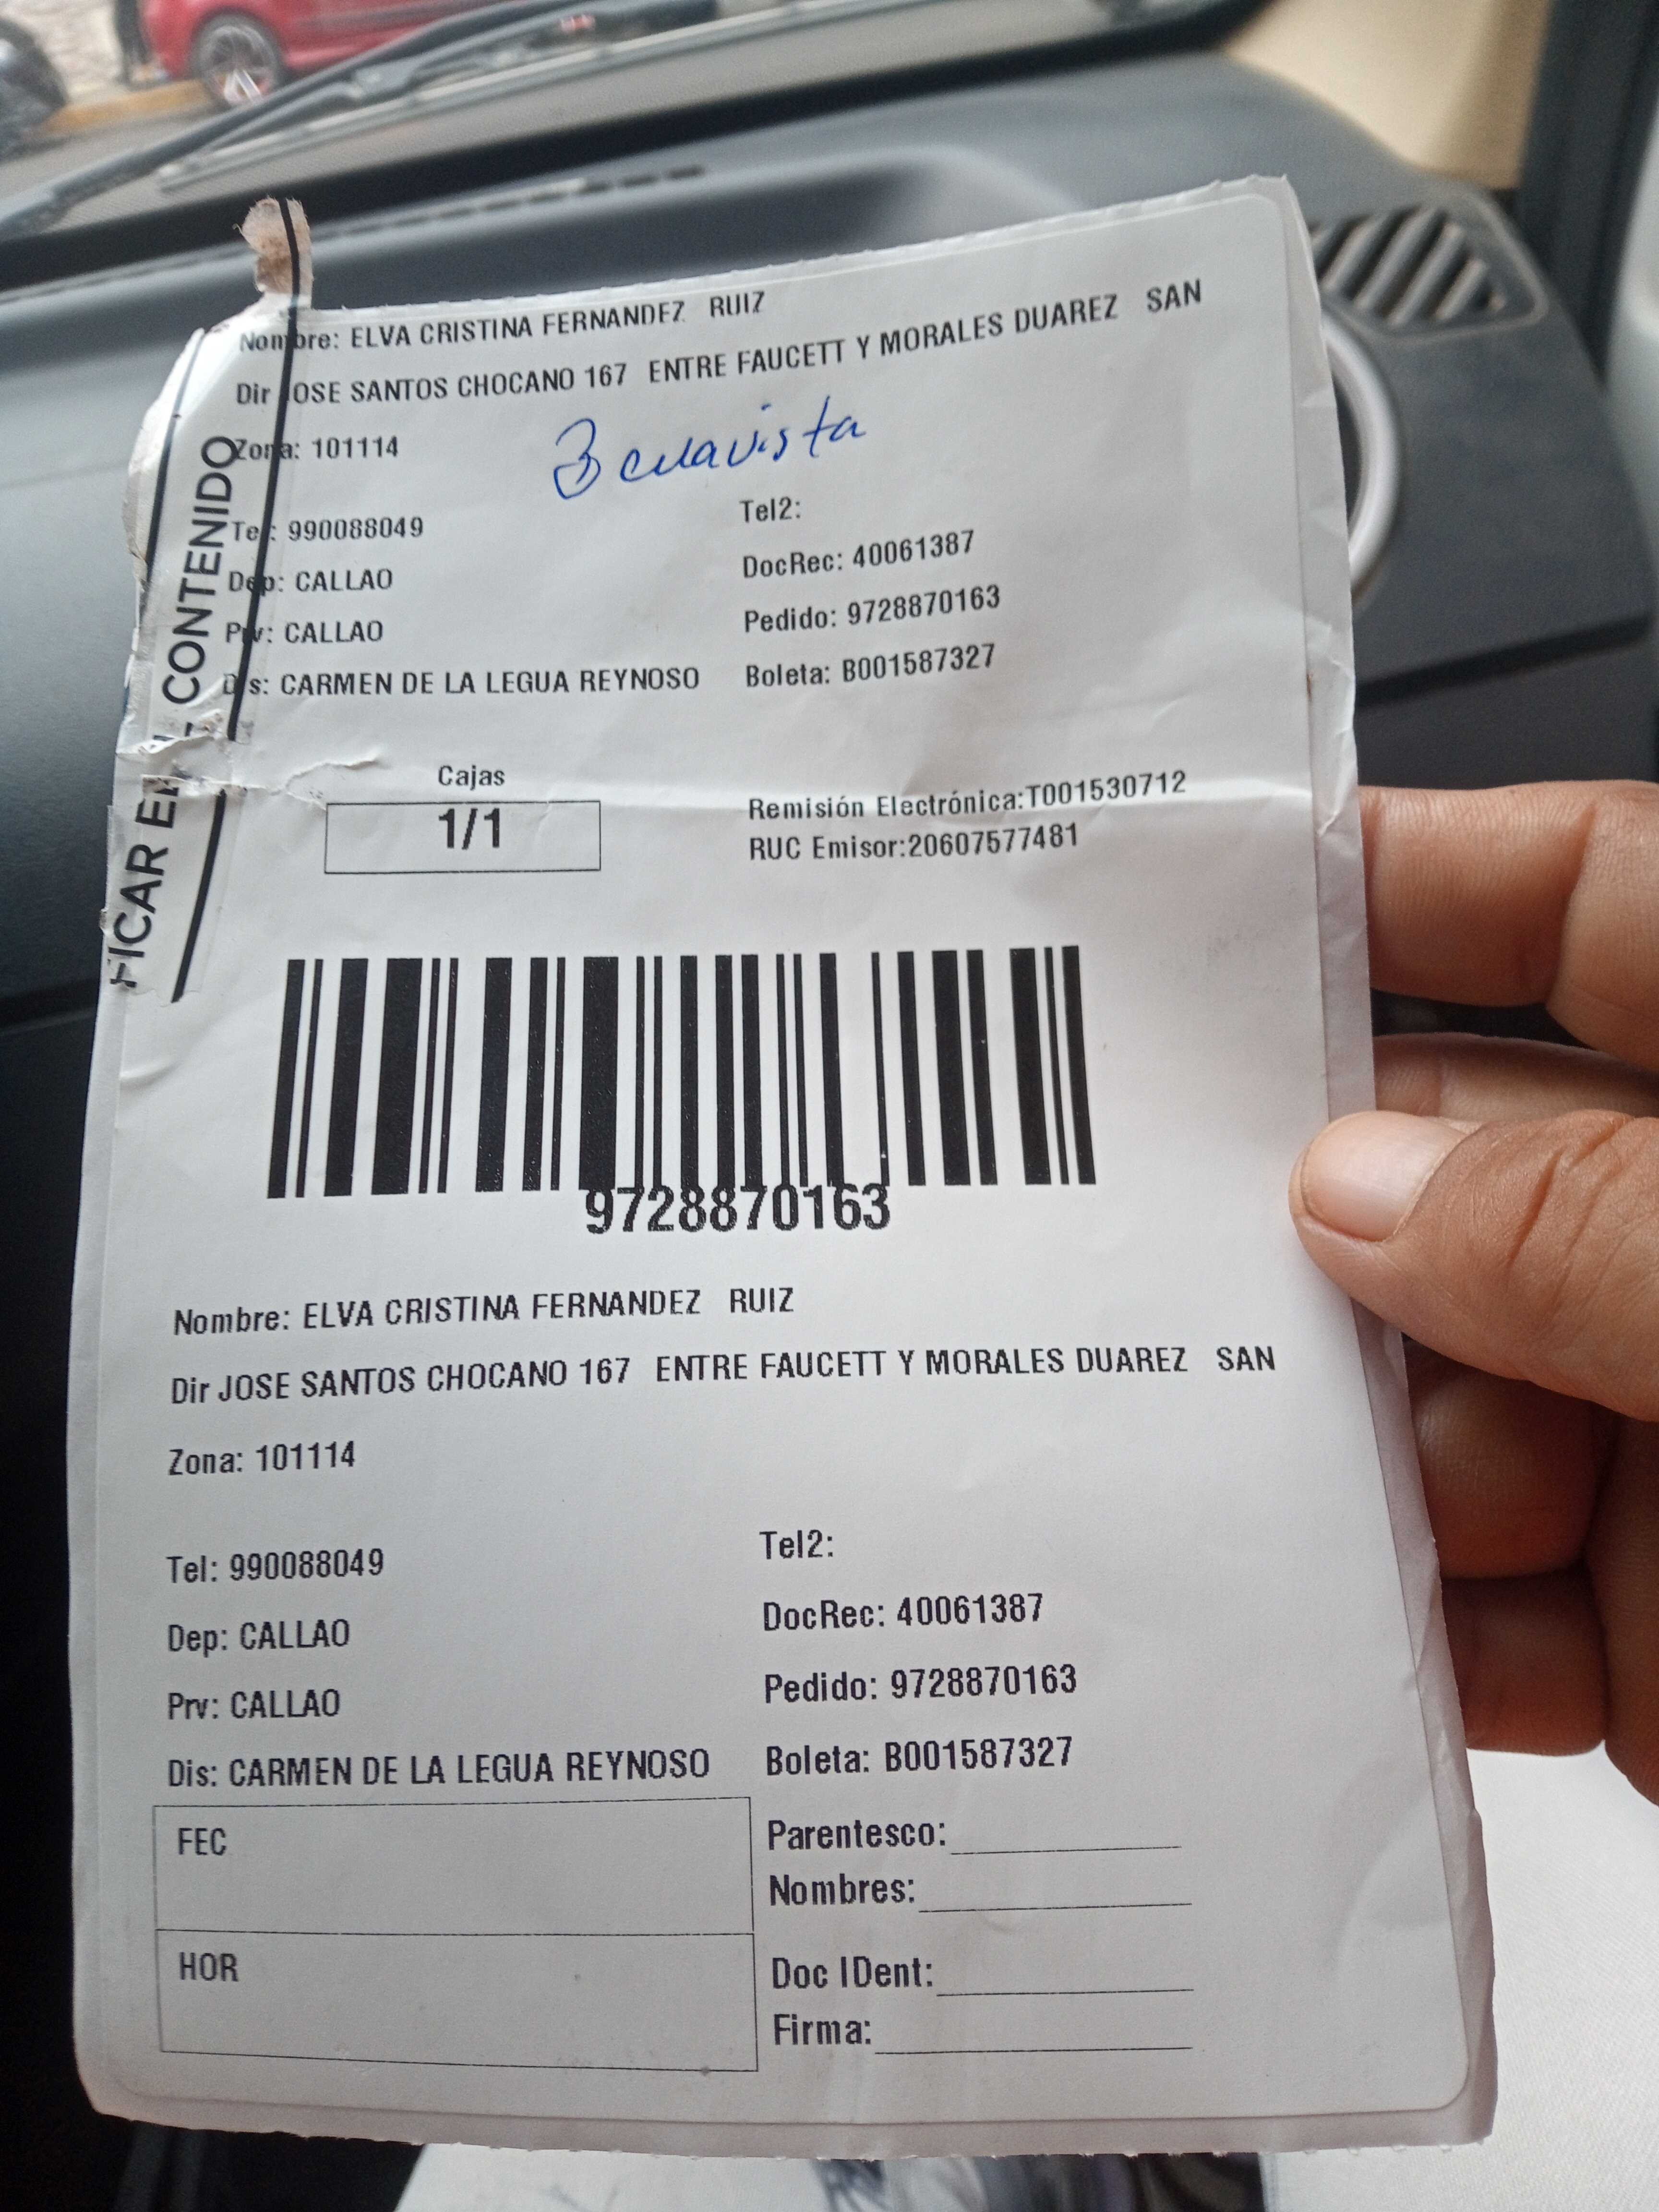 Nombre: ELVA CRISTINA FERNANDEZ RUIZ
Dir JOSE SANTOS CHOCANO 167 ENTRE FAUCETT Y MORALES DUAREZ SAN
Zona: 101114
Benavista
Tel: 990088049
Tel2:
Dep: CALLAO
DocRec: 40061387
Prv: CALLAO
Pedido: 9728870163
Dis: CARMEN DE LA LEGUA REYNOSO
Boleta: B001587327
FICAR EL CONTENIDO
Cajas
1/1
Remisión Electrónica:T001530712
RUC Emisor:20607577481
9728870163
Nombre: ELVA CRISTINA FERNANDEZ RUIZ
Dir JOSE SANTOS CHOCANO 167 ENTRE FAUCETT Y MORALES DUAREZ SAN
Zona: 101114
Tel: 990088049
Tel2:
Dep: CALLAO
DocRec: 40061387
Prv: CALLAO
Pedido: 9728870163
Dis: CARMEN DE LA LEGUA REYNOSO
Boleta: B001587327
FEC
Parentesco:
Nombres:
HOR
Doc IDent:
Firma: